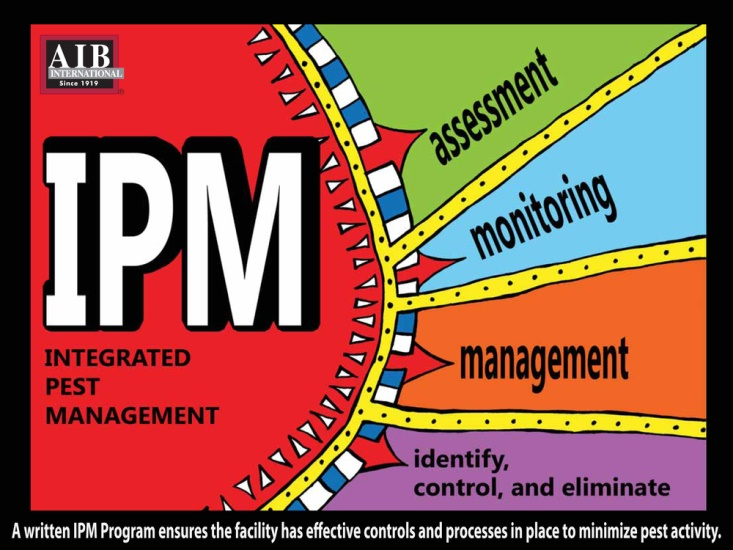 AIB
INTERNATIONAL
Since 1919
®
IPM
INTEGRATED
PEST
MANAGEMENT
assessment
monitoring
management
identify,
control, and eliminate
A written IPM Program ensures the facility has effective controls and processes in place to minimize pest activity.